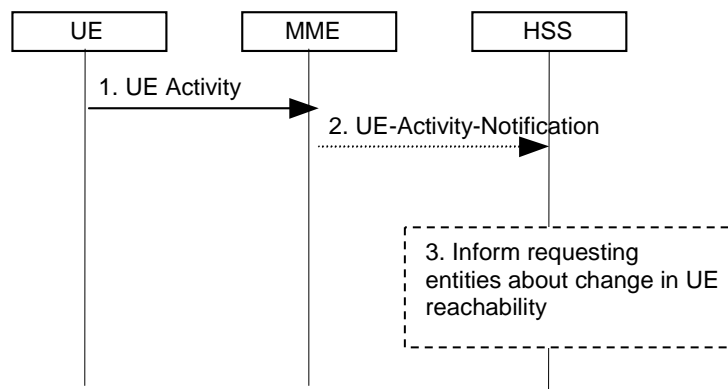 UE
MME
HSS
1. UE Activity
2. UE-Activity-Notification
3. Inform requesting
entities about change in UE
reachability